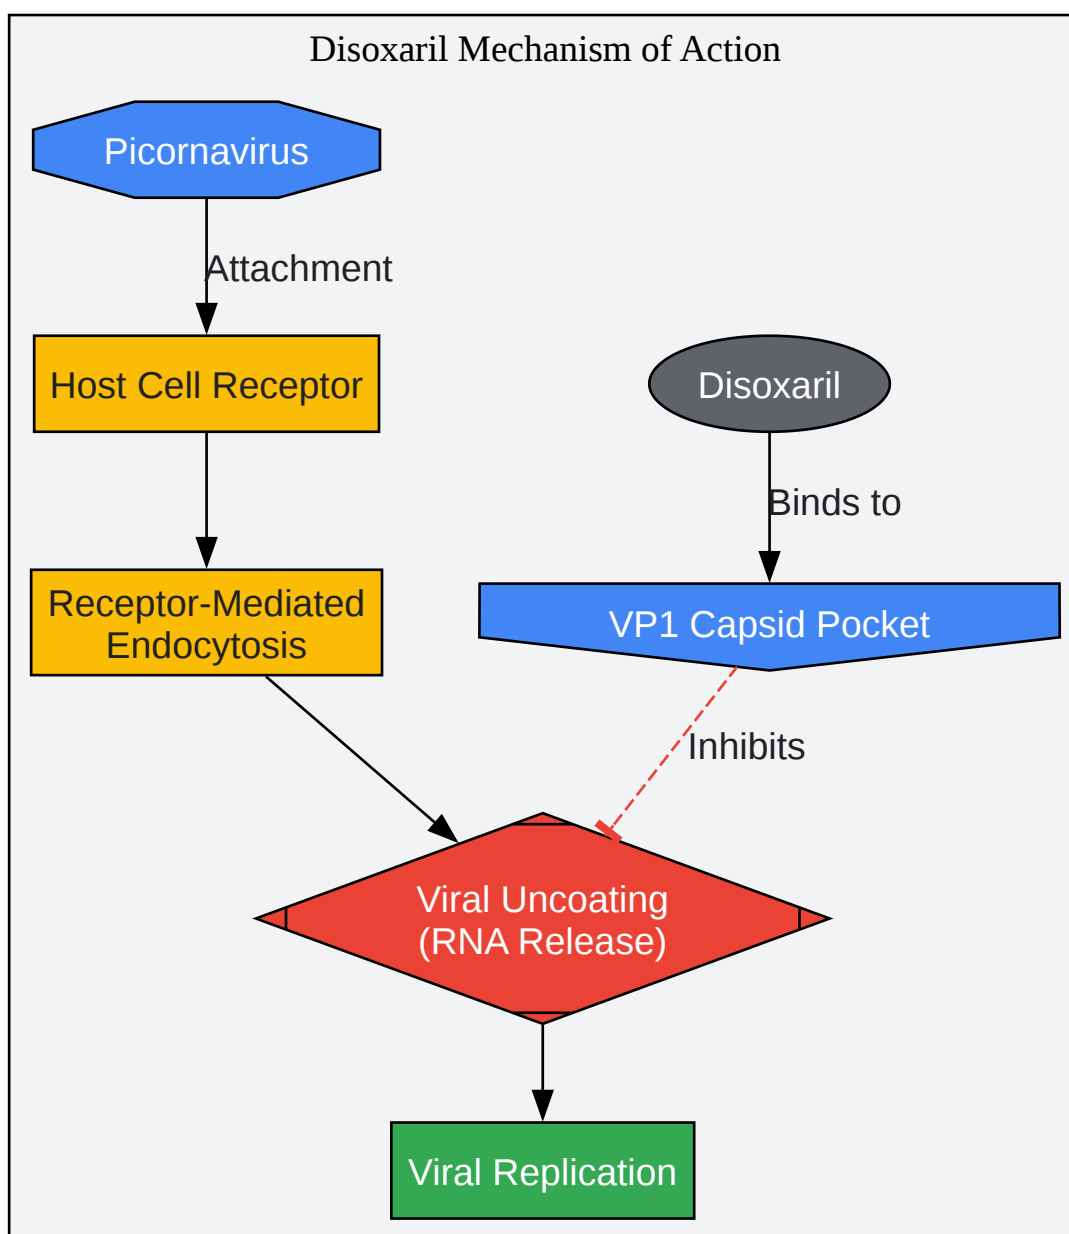 Disoxaril Mechanism of Action
Picornavirus
Attachment
Host Cell Receptor
Disoxaril
Binds to
Receptor-Mediated
Endocytosis
VP1 Capsid Pocket
Inhibits
Viral Uncoating
(RNA Release)
Viral Replication